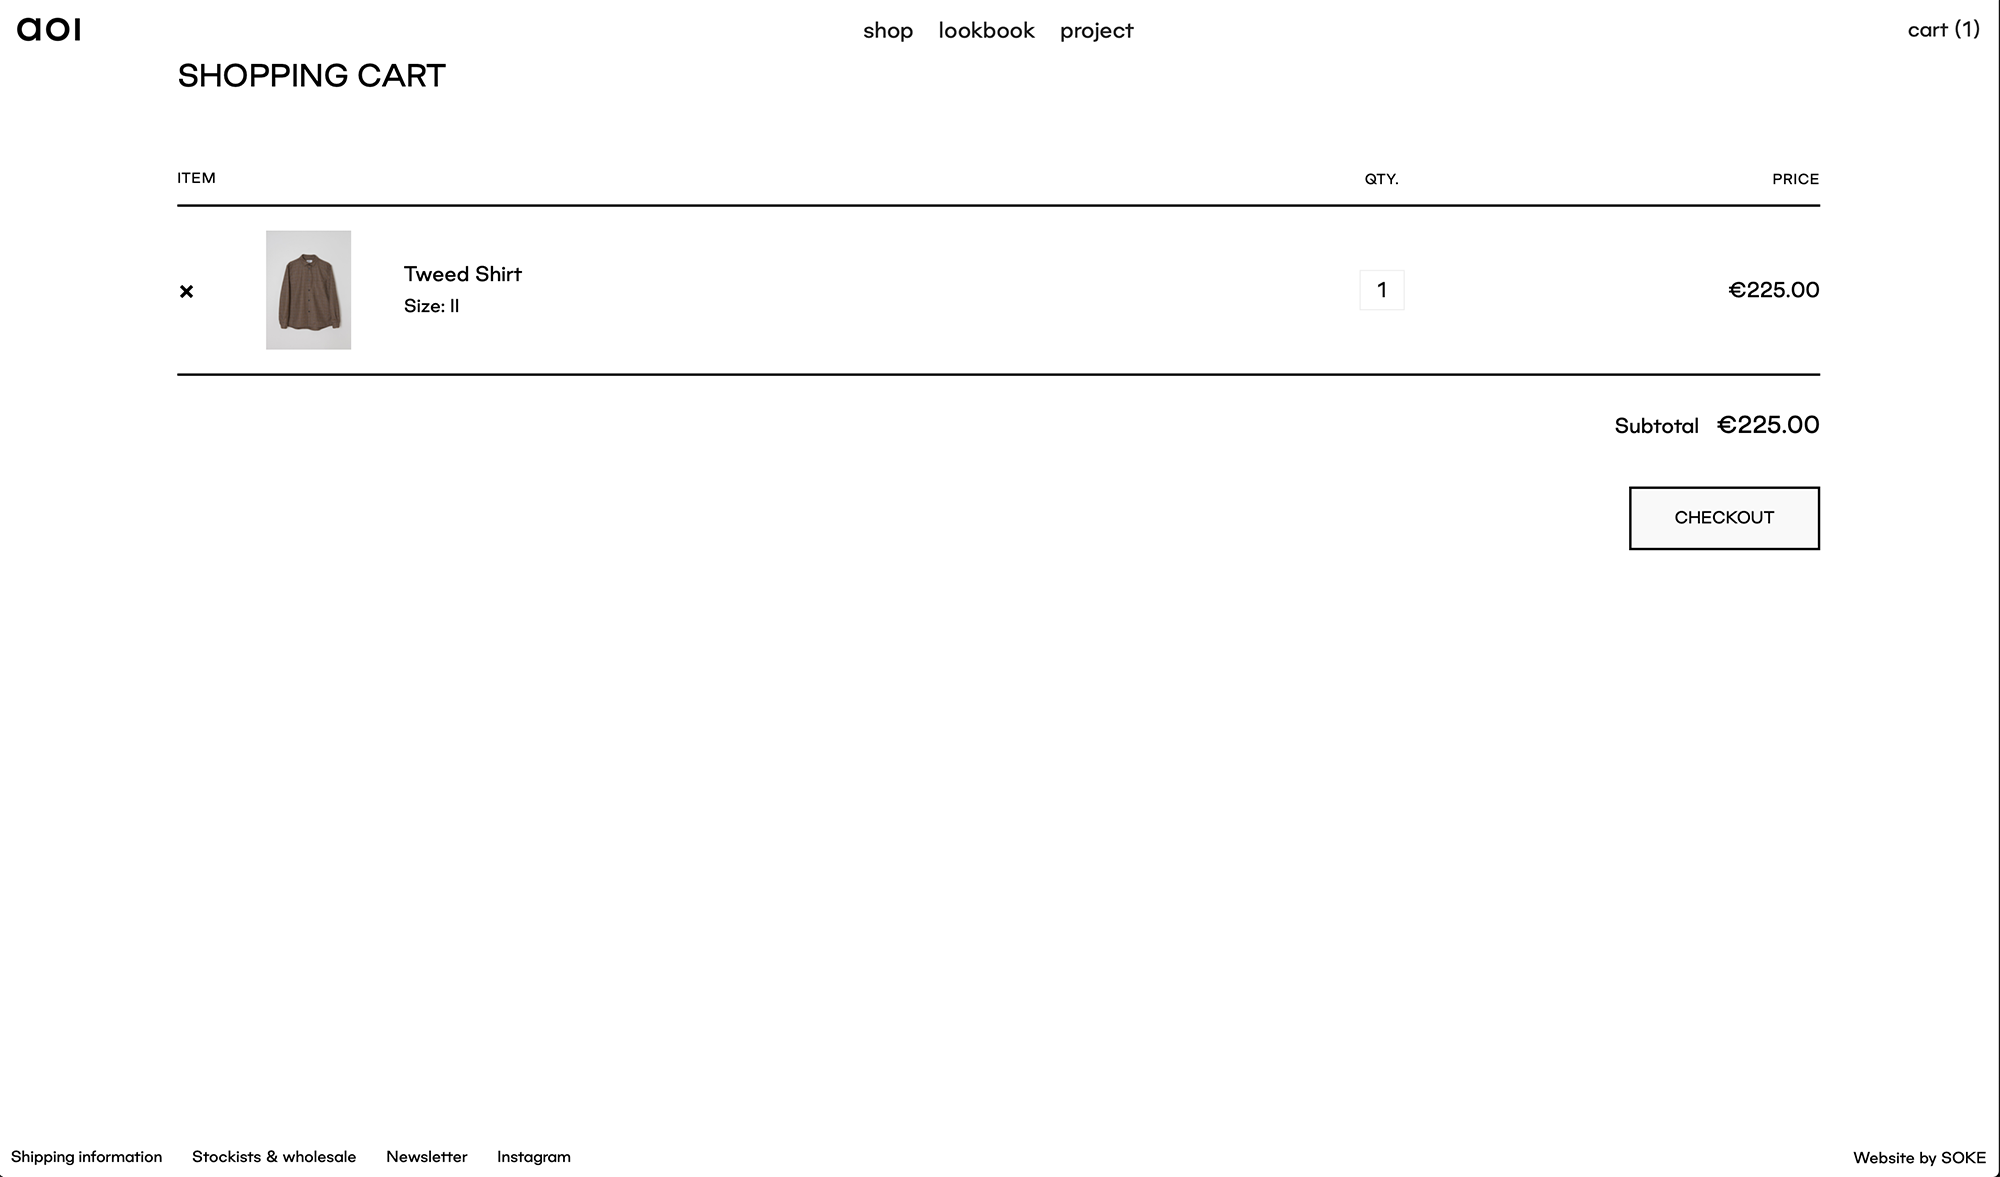 aoi
shop lookbook project
cart (1)
SHOPPING CART
ITEM QTY. PRICE
Tweed Shirt
Size: II
1
€225.00
Subtotal €225.00
CHECKOUT
Shipping information Stockists & wholesale Newsletter Instagram
Website by SOKE